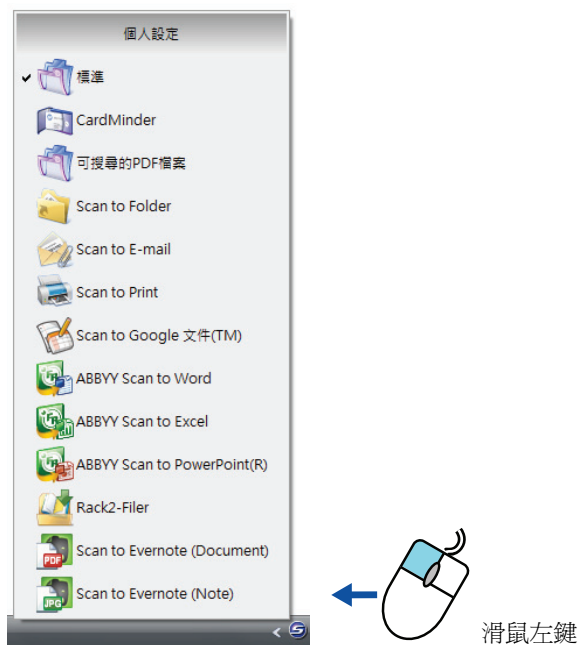 個人設定
標準
CardMinder
可搜尋的PDF檔案
Scan to Folder
Scan to E-mail
Scan to Print
Scan to Google 文件(TM)
ABBYY Scan to Word
ABBYY Scan to Excel
ABBYY Scan to PowerPoint(R)
Rack2-Filer
PDF
Scan to Evernote (Document)
JPG
Scan to Evernote (Note)
滑鼠左鍵